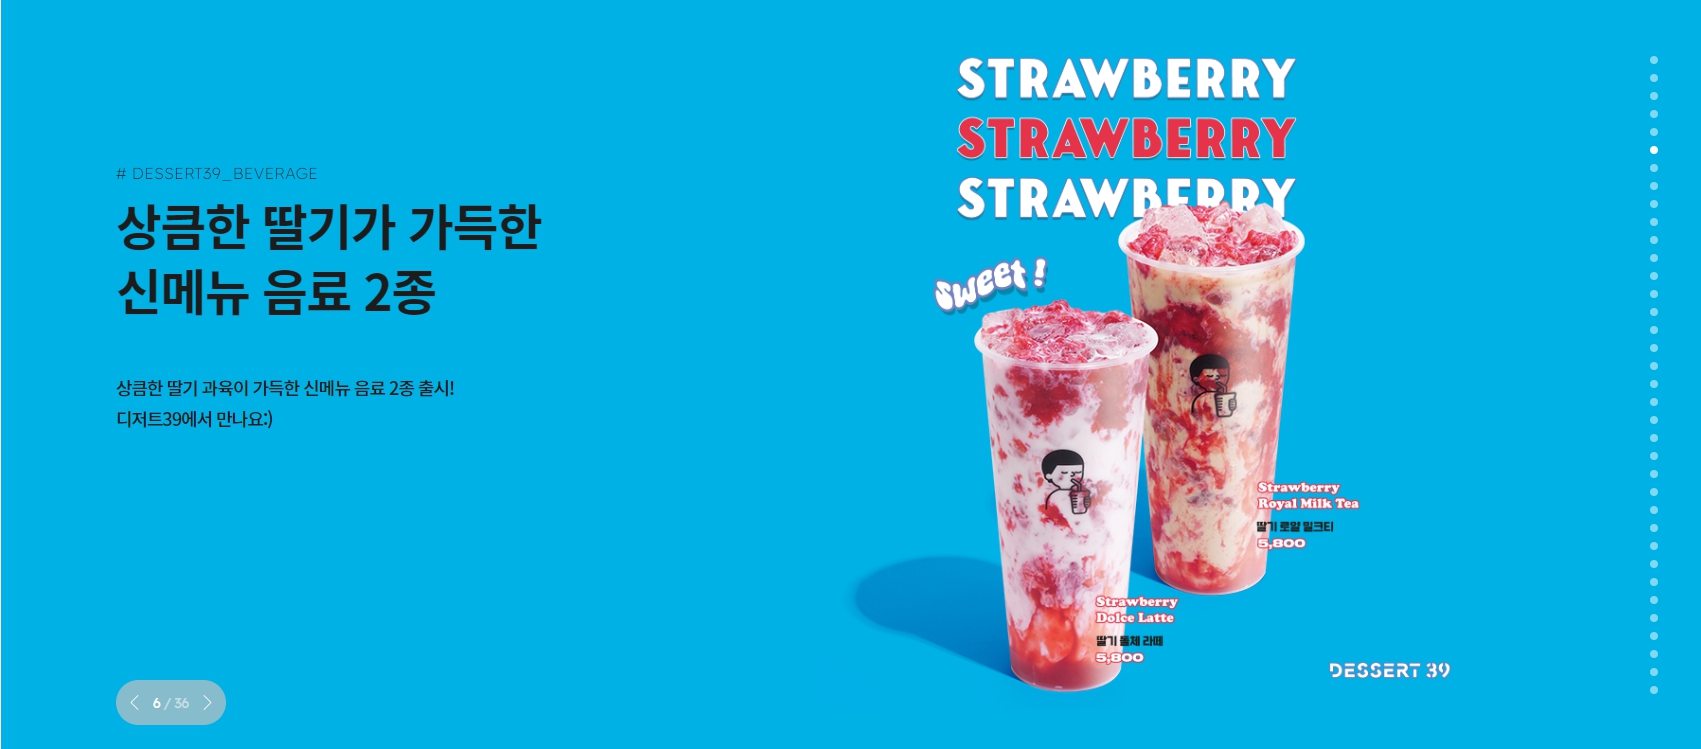 # DESSERT39_BEVERAGE
상큼한 딸기가 가득한
신메뉴 음료 2종
상큼한 딸기 과육이 가득한 신메뉴 음료 2종 출시!
디저트39에서 만나요:)
6 / 36
STRAWBERRY
STRAWBERRY
STRAWBERRY
sweet!
Strawberry
Royal Milk Tea
딸기 로얄 밀크티
5,800
Strawberry
Dolce Latte
딸기 돌체 라떼
5,800
DESSERT 39